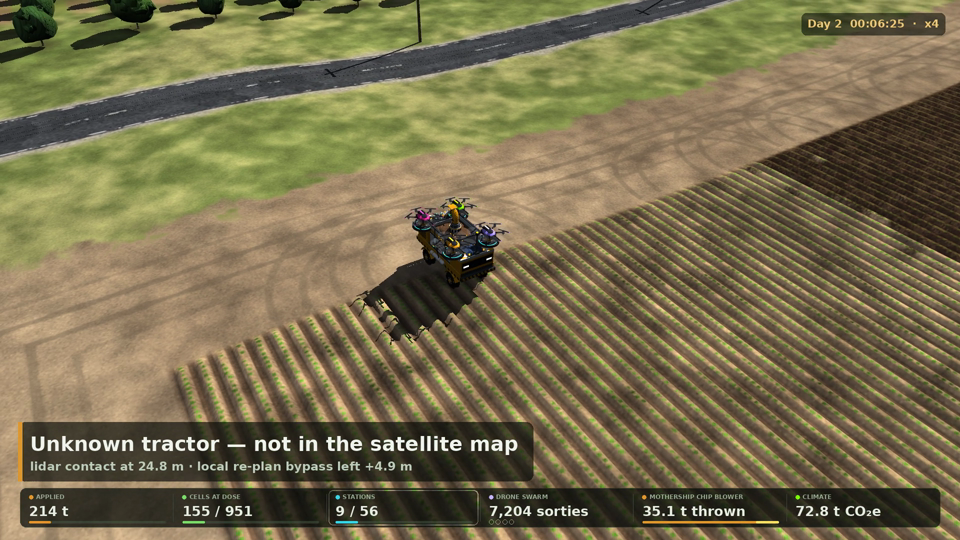 Day 2 00:06:25 · x4
Unknown tractor — not in the satellite map
lidar contact at 24.8 m · local re-plan bypass left +4.9 m
APPLIED
214 t
CELLS AT DOSE
155 / 951
STATIONS
9 / 56
DRONE SWARM
7,204 sorties
MOTHERSHIP CHIP BLOWER
35.1 t thrown
CLIMATE
72.8 t CO₂e